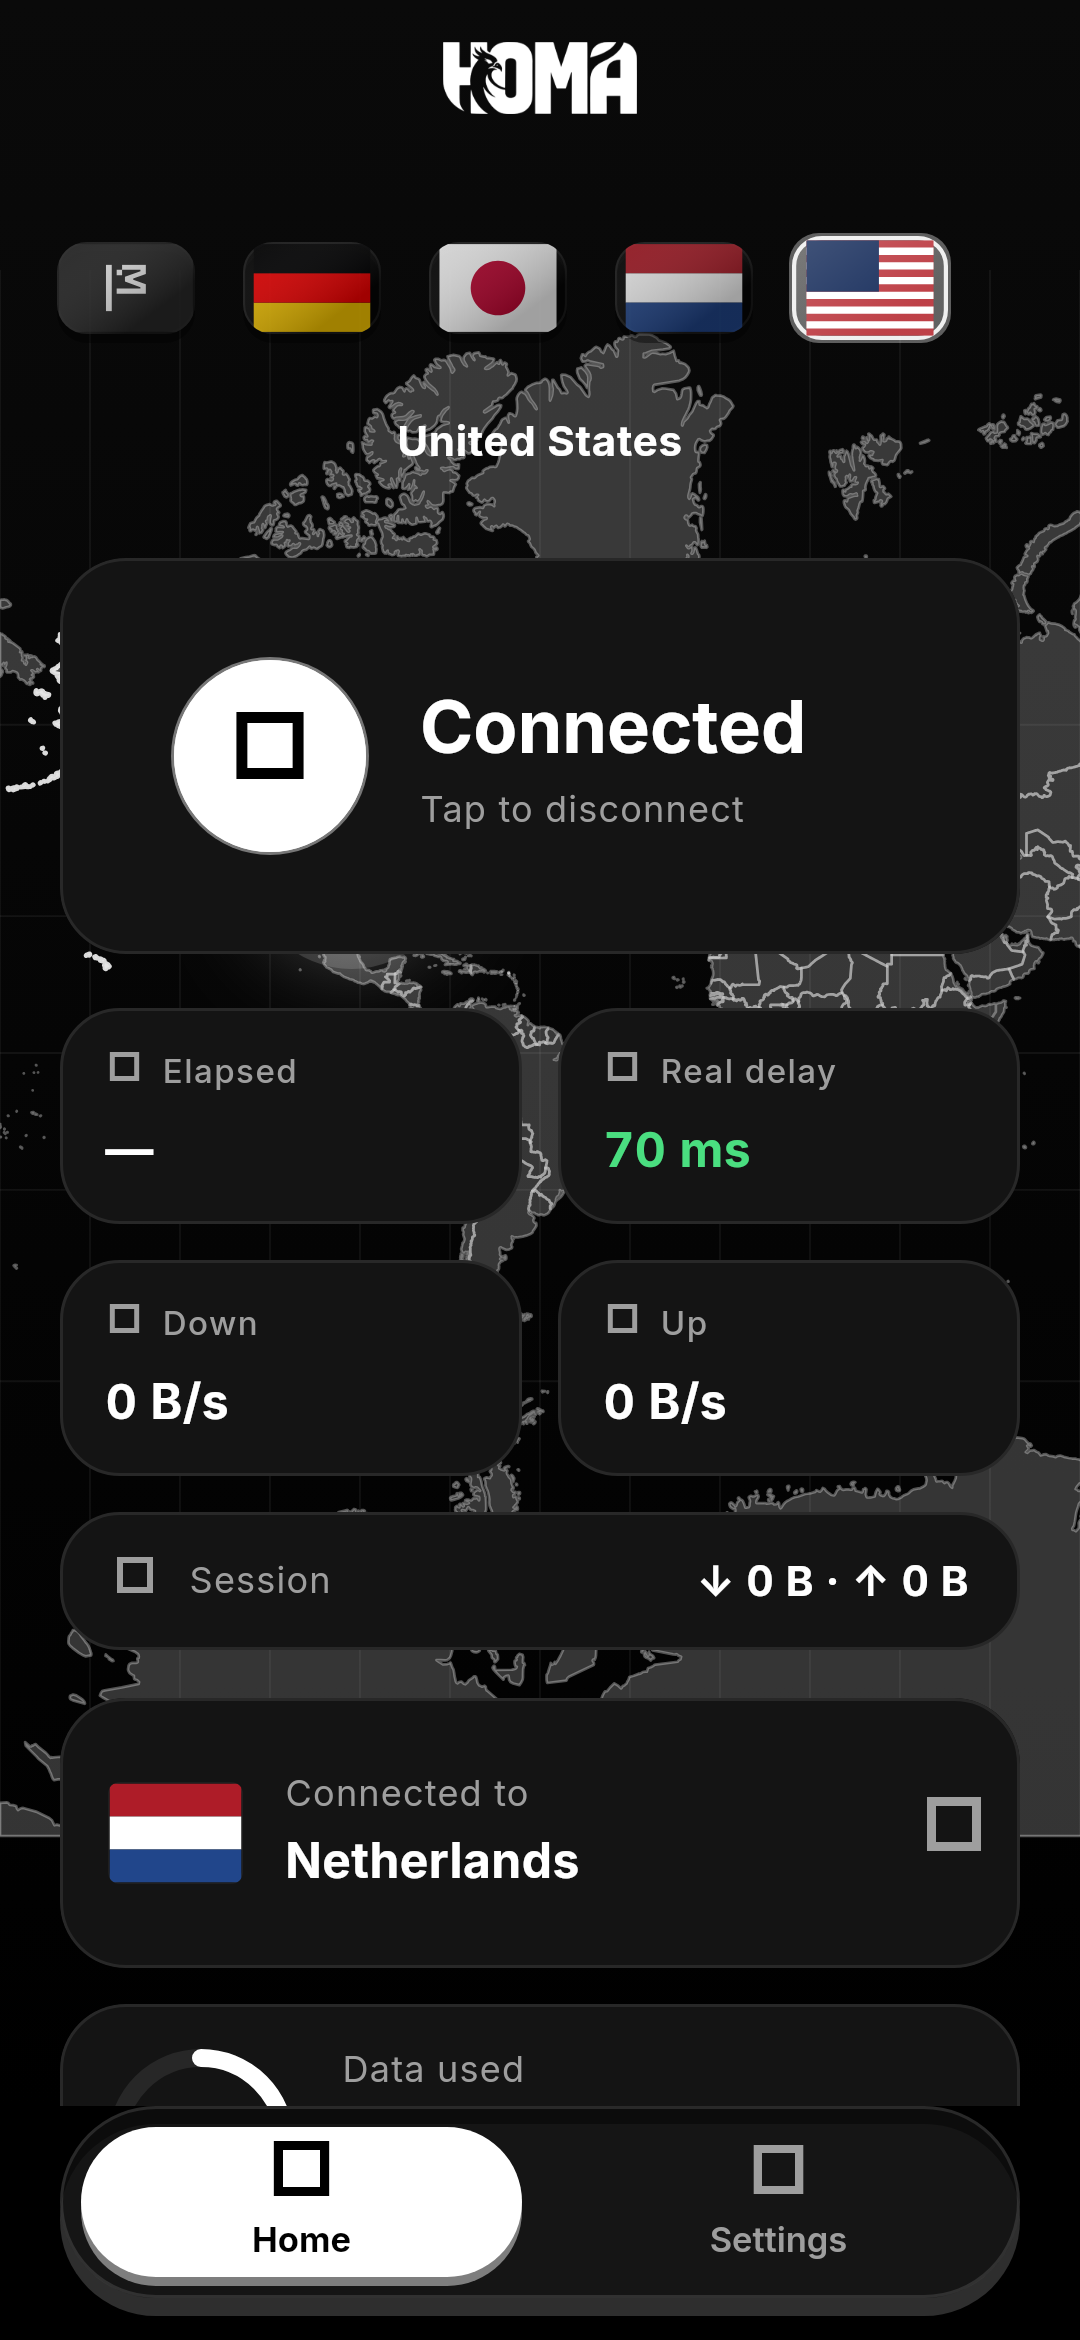 HOMA
United States
Connected
Tap to disconnect
Elapsed
—
Real delay
70 ms
Down
0 B/s
Up
0 B/s
Session
↓ 0 B · ↑ 0 B
Connected to
Netherlands
Data used
Home
Settings